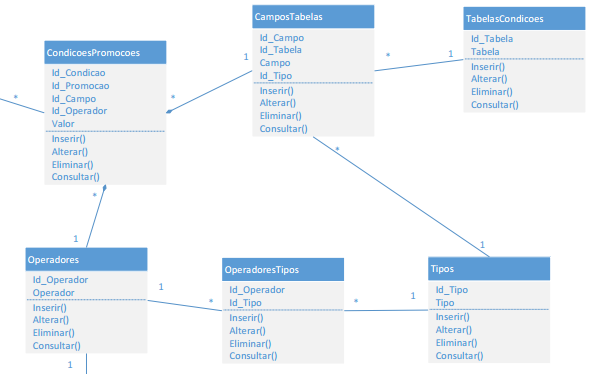 CamposTabelas
Id_Campo
Id_Tabela
Campo
Id_Tipo
Inserir()
Alterar()
Eliminar()
Consultar()
TabelasCondicoes
Id_Tabela
Tabela
Inserir()
Alterar()
Eliminar()
Consultar()
CondicoesPromocoes
Id_Condicao
Id_Promocao
Id_Campo
Id_Operador
Valor
Inserir()
Alterar()
Eliminar()
Consultar()
*
*
1
*
1
*
1
*
1
Operadores
Id_Operador
Operador
Inserir()
Alterar()
Eliminar()
Consultar()
1
*
OperadoresTipos
Id_Operador
Id_Tipo
Inserir()
Alterar()
Eliminar()
Consultar()
*
1
Tipos
Id_Tipo
Tipo
Inserir()
Alterar()
Eliminar()
Consultar()
1